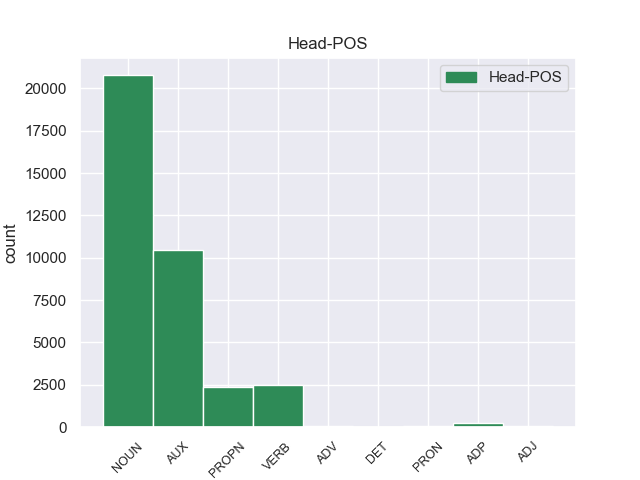 Head-POS
Head-POS
count
20000
17500
15000
12500
10000
7500
5000
2500
0
NOUN
AUX
PROPN
VERB
ADV
DET
PRON
ADP
ADJ